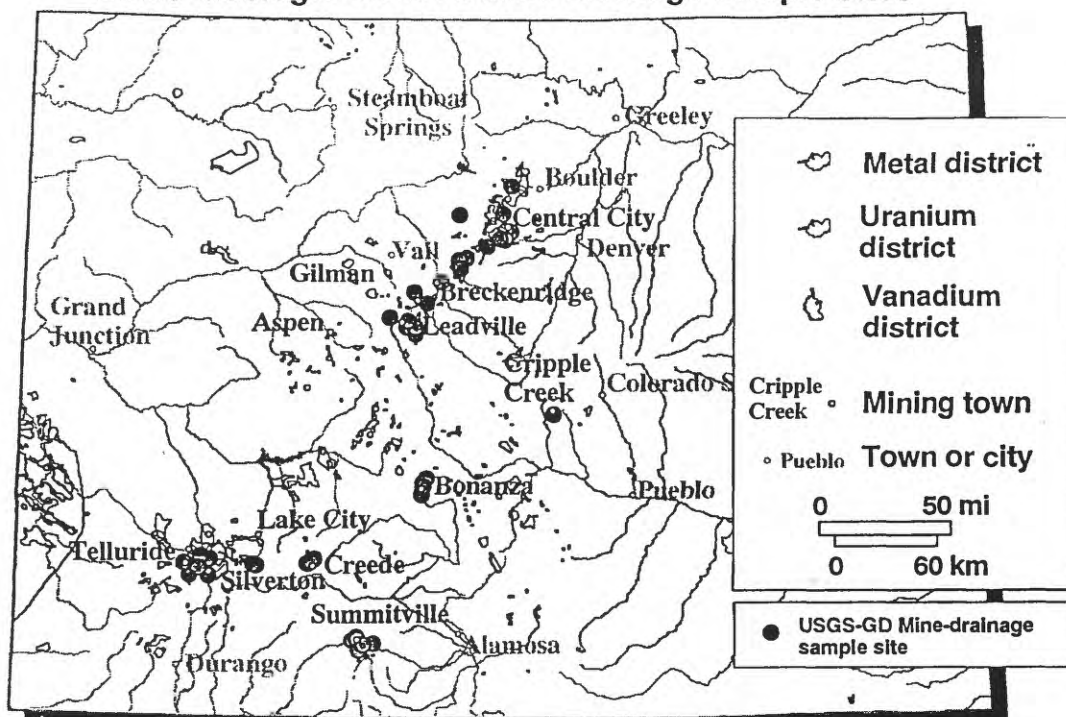 Steamboat
Springs
Greeley
Boulder
Central City
Denver
Vail
Gilman
Breckenridge
Grand
Junction
Aspen
Leadville
Cripple
Creek
Colorado S
Bonanza
Pueblo
Lake City
Telluride
Silverton
Creede
Summitville
Alamosa
Durango
Metal district
Uranium
district
Vanadium
district
Cripple
Creek
Mining town
Pueblo
Town or city
0 50 mi
0 60 km
USGS-GD Mine-drainage
sample site